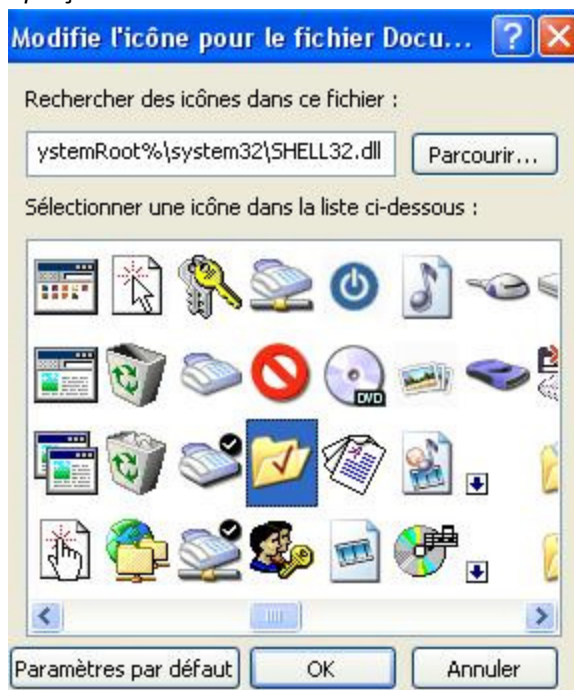 Modifie l'icône pour le fichier Docu...
Rechercher des icônes dans ce fichier :
ystemRoot%\system32\SHELL32.dll
Parcourir...
Sélectionner une icône dans la liste ci-dessous :
DVD
Paramètres par défaut
OK
Annuler